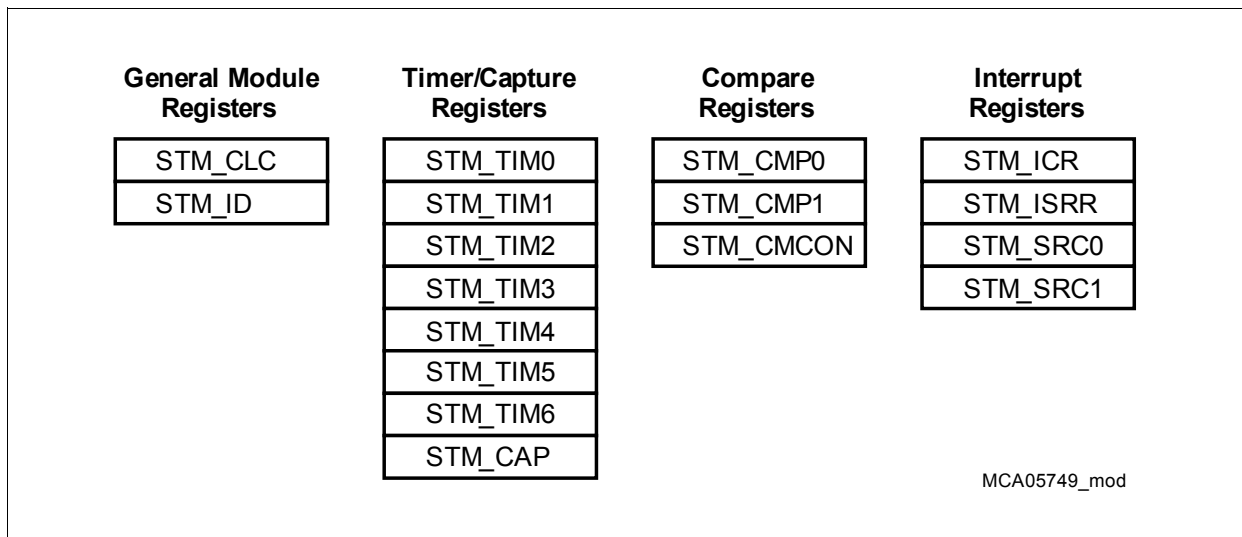 General Module
Registers
STM_CLC
STM_ID
Timer/Capture
Registers
STM_TIM0
STM_TIM1
STM_TIM2
STM_TIM3
STM_TIM4
STM_TIM5
STM_TIM6
STM_CAP
Compare
Registers
STM_CMP0
STM_CMP1
STM_CMCON
Interrupt
Registers
STM_ICR
STM_ISRR
STM_SRC0
STM_SRC1
MCA05749_mod